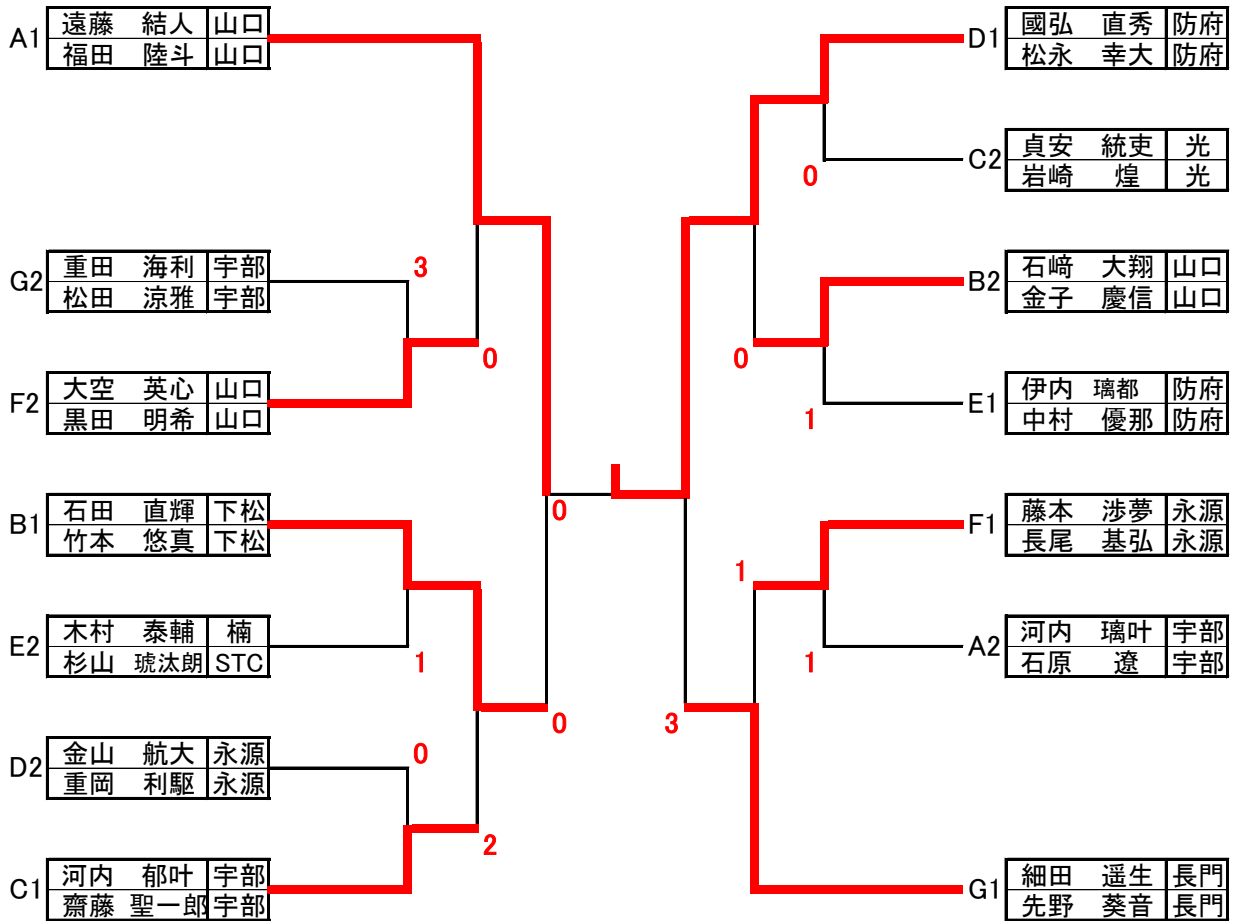 A1 遠藤 結人 山口
福田 陸斗 山口
G2 重田 海利 宇部
松田 涼雅 宇部
3
0
F2 大空 英心 山口
黒田 明希 山口
B1 石田 直輝 下松
竹本 悠真 下松
0
E2 木村 泰輔 楠
杉山 琥汰朗 STC
1
0
D2 金山 航大 永源
重岡 利駆 永源
0
2
C1 河内 郁叶 宇部
齋藤 聖一郎 宇部
D1 國弘 直秀 防府
松永 幸大 防府
C2 貞安 統吏 光
岩崎 煌 光
0
B2 石﨑 大翔 山口
金子 慶信 山口
0
E1 伊内 璃都 防府
中村 優那 防府
1
F1 藤本 渉夢 永源
長尾 基弘 永源
1
A2 河内 璃叶 宇部
石原 遼 宇部
1
3
G1 細田 遥生 長門
先野 葵音 長門